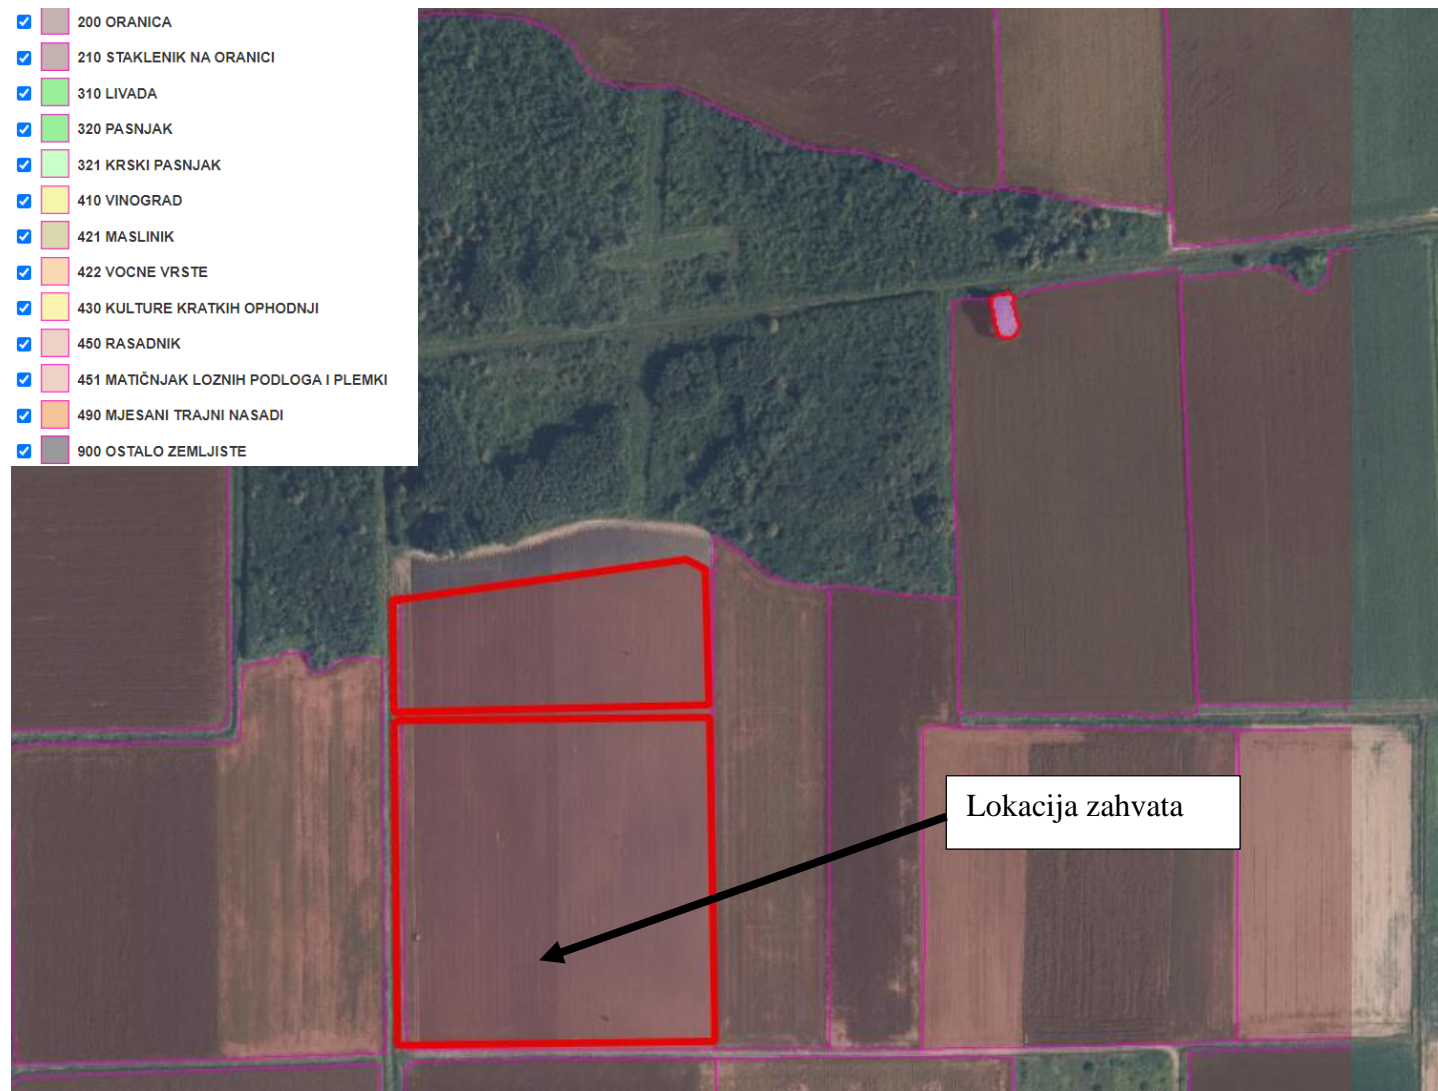 200 ORANICA
210 STAKLENIK NA ORANICI
310 LIVADA
320 PASNJAK
321 KRSKI PASNJAK
410 VINOGRAD
421 MASLINIK
422 VOCNE VRSTE
430 KULTURE KRATKIH OPHODNJI
450 RASADNIK
451 MATIČNJAK LOZNIH PODLOGA I PLEMKI
490 MJESANI TRAJNI NASADI
900 OSTALO ZEMLJISTE
Lokacija zahvata